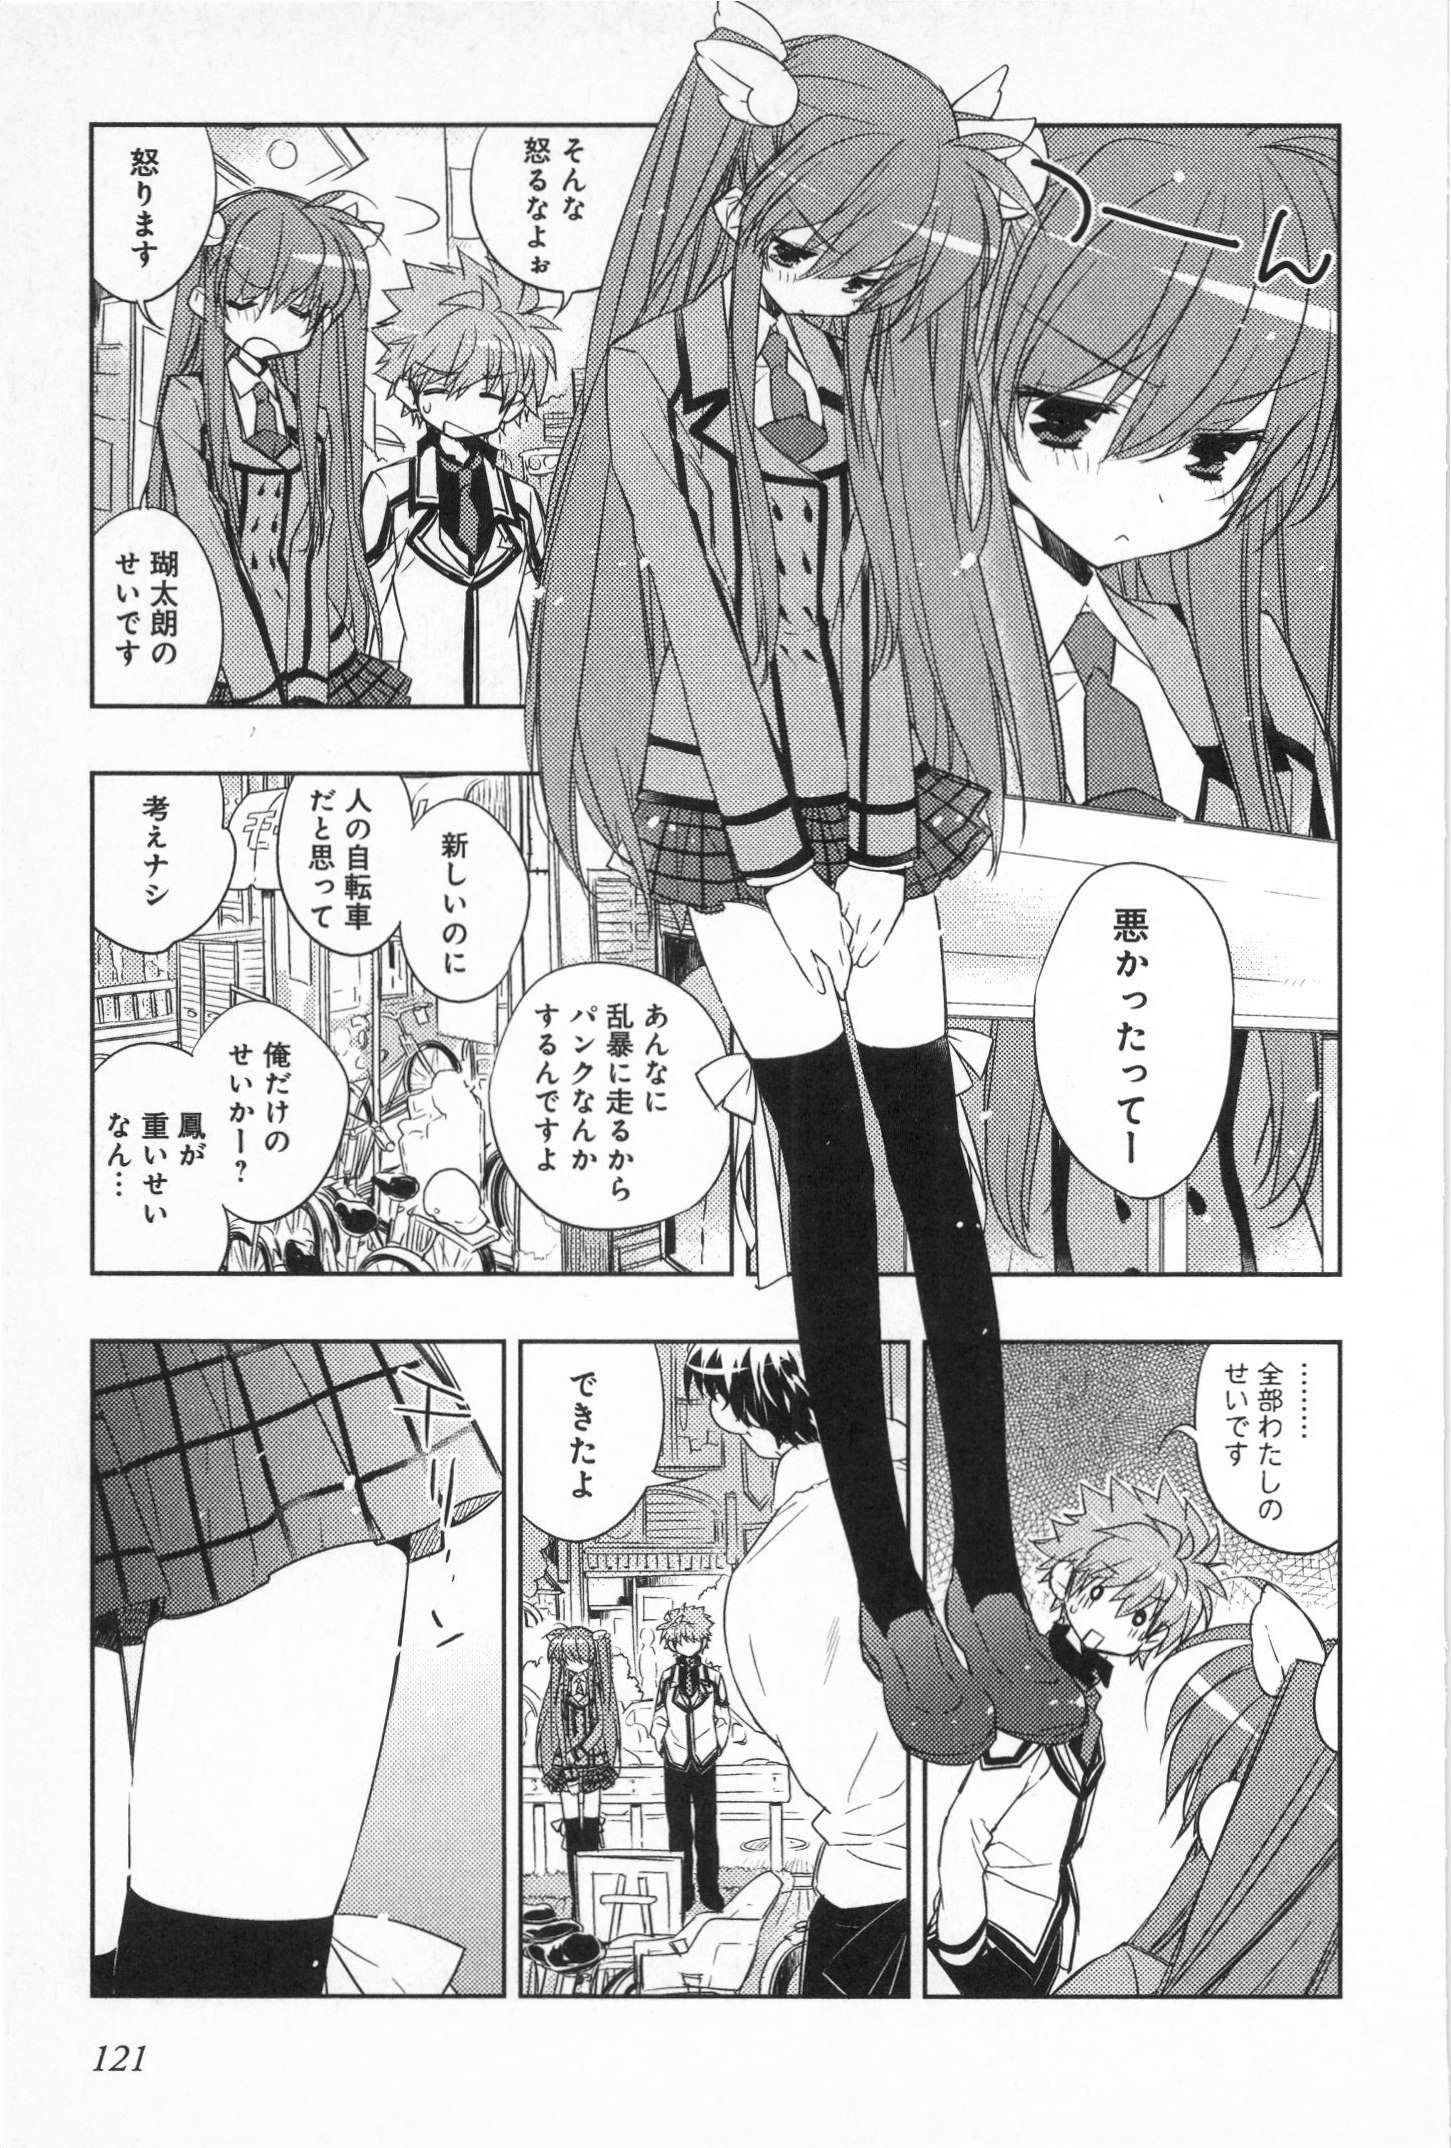 うーん
悪かったってー
そんな
怒るなよぉ
怒ります
瑚太朗の
せいです
あんなに
乱暴に走るから
パンクなんか
するんですよ
新しいのに
人の自転車
だと思って
考えナシ
俺だけの
せいかー?
鳳が
重いせい
なん…
………
全部わたしの
せいです
できたよ
121